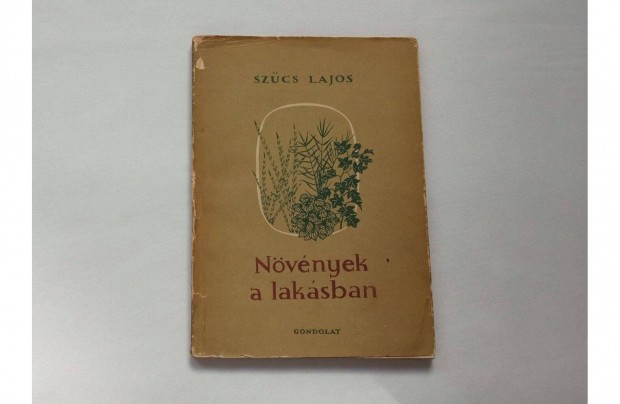 SZŰCS LAJOS
Növények
a lakásban
GONDOLAT